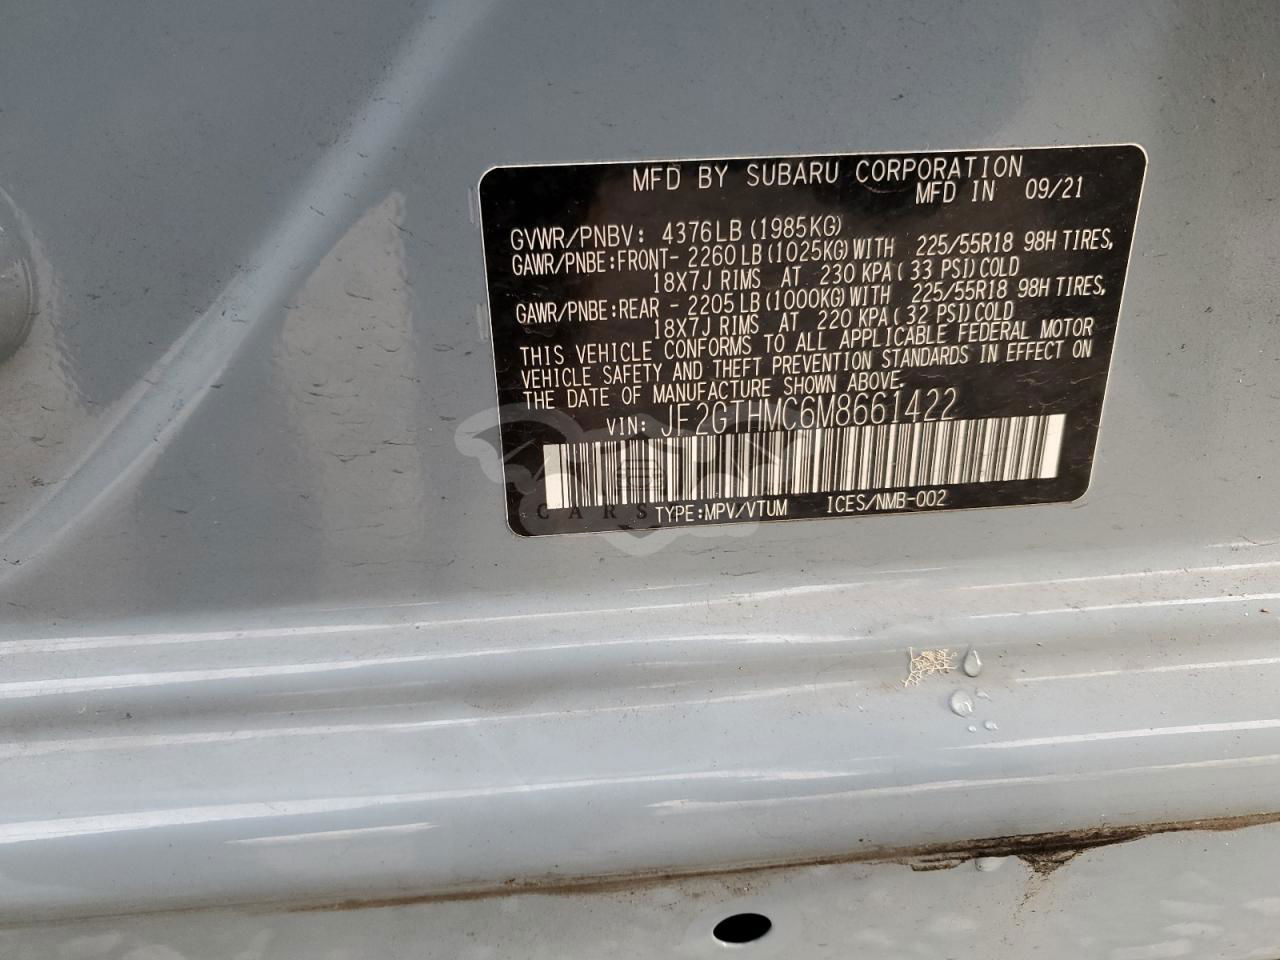 MFD BY SUBARU CORPORATION
MFD IN 09/21
GVWR/PNBV: 4376LB(1985KG)
GAWR/PNBE:FRONT- 2260LB(1025KG)WITH 225/55R18 98H TIRES,
18X7J RIMS AT 230 KPA( 33 PSI)COLD
GAWR/PNBE:REAR - 2205LB(1000KG)WITH 225/55R18 98H TIRES,
18X7J RIMS AT 220 KPA( 32 PSI)COLD
THIS VEHICLE CONFORMS TO ALL APPLICABLE FEDERAL MOTOR
VEHICLE SAFETY AND THEFT PREVENTION STANDARDS IN EFFECT ON
THE DATE OF MANUFACTURE SHOWN ABOVE.
VIN: JF2GTHMC6M8661422
CARS
TYPE:MPV/VTUM ICES/NMB-002